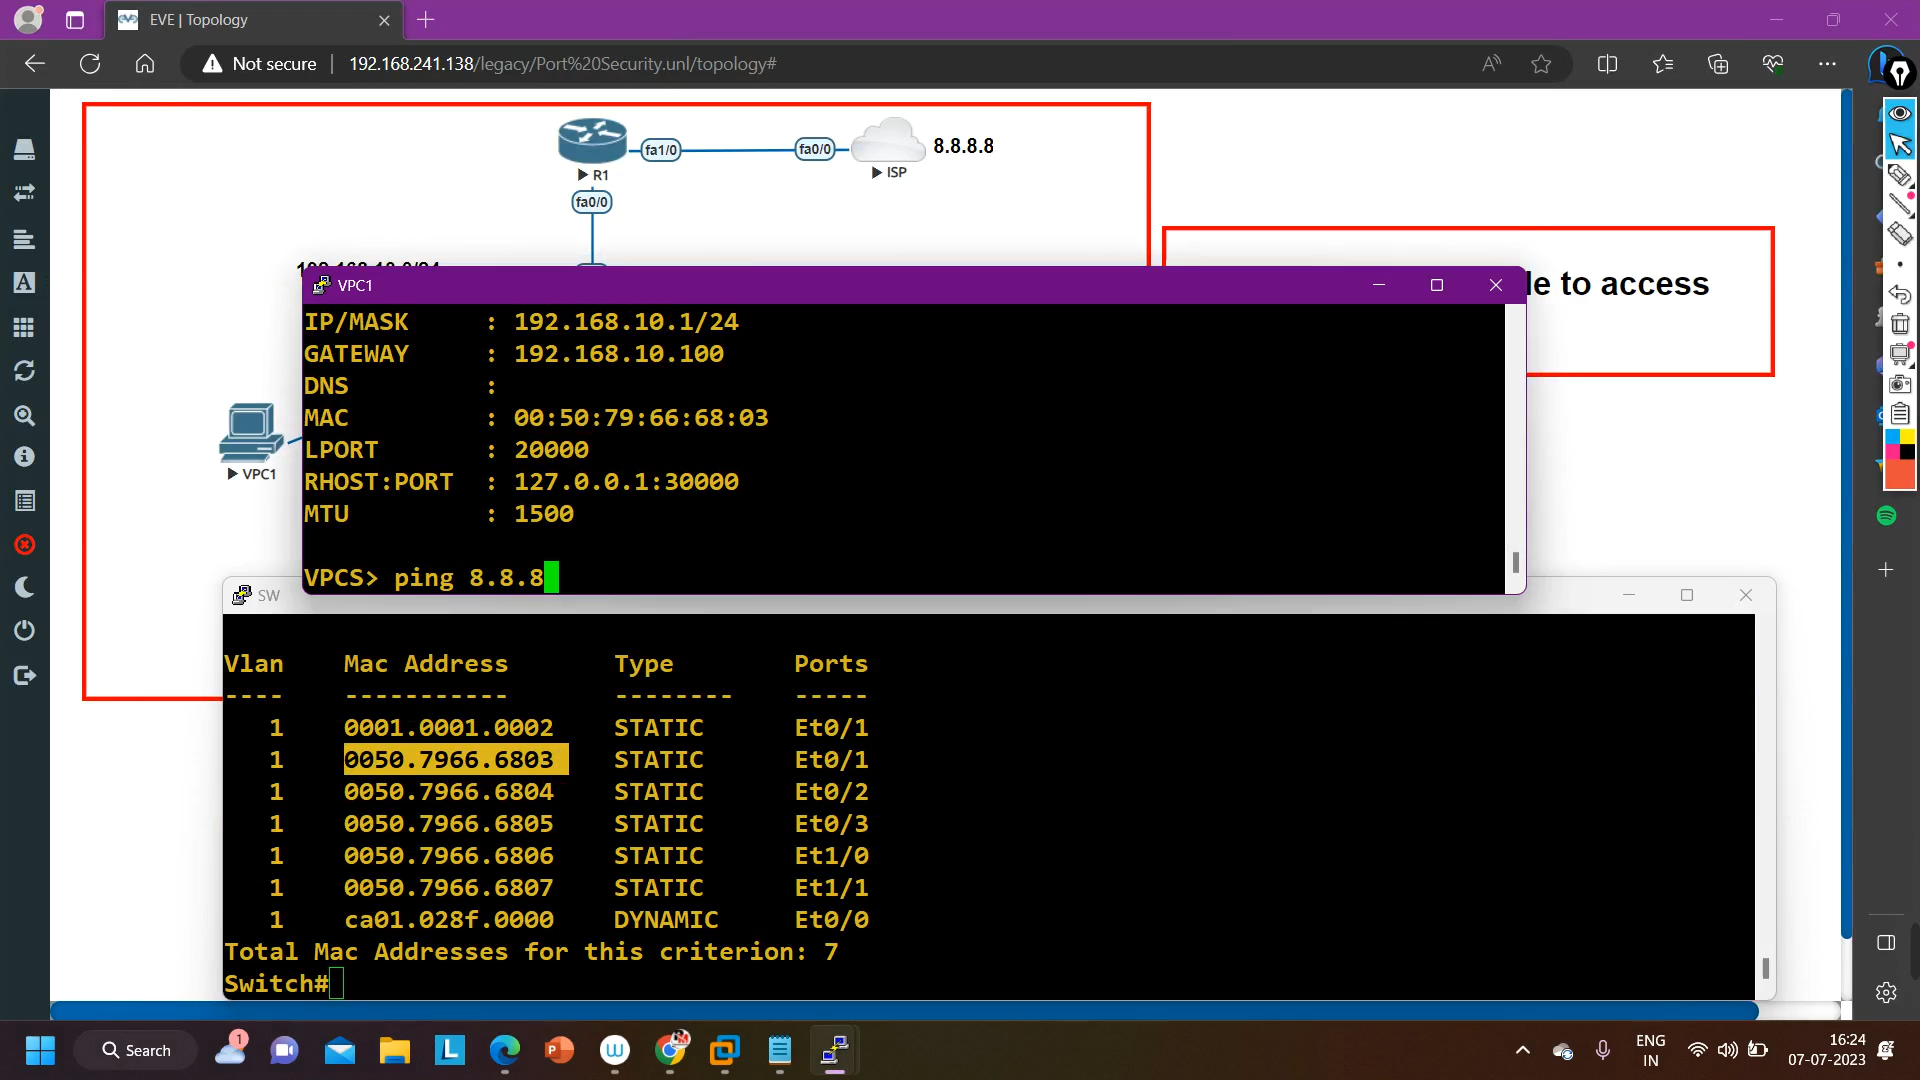 EVE | Topology
Not secure
192.168.241.138/legacy/Port%20Security.unl/topology#
fa1/0
fa0/0
8.8.8.8
R1
ISP
fa0/0
VPC1
le to access
IP/MASK : 192.168.10.1/24
GATEWAY : 192.168.10.100
DNS :
MAC : 00:50:79:66:68:03
LPORT : 20000
RHOST:PORT : 127.0.0.1:30000
MTU : 1500
VPC1
VPCS> ping 8.8.8
SW
Vlan Mac Address Type Ports
---- ----------- -------- -----
1 0001.0001.0002 STATIC Et0/1
1 0050.7966.6803 STATIC Et0/1
1 0050.7966.6804 STATIC Et0/2
1 0050.7966.6805 STATIC Et0/3
1 0050.7966.6806 STATIC Et1/0
1 0050.7966.6807 STATIC Et1/1
1 ca01.028f.0000 DYNAMIC Et0/0
Total Mac Addresses for this criterion: 7
Switch#
1
Search
ENG
IN
16:24
07-07-2023